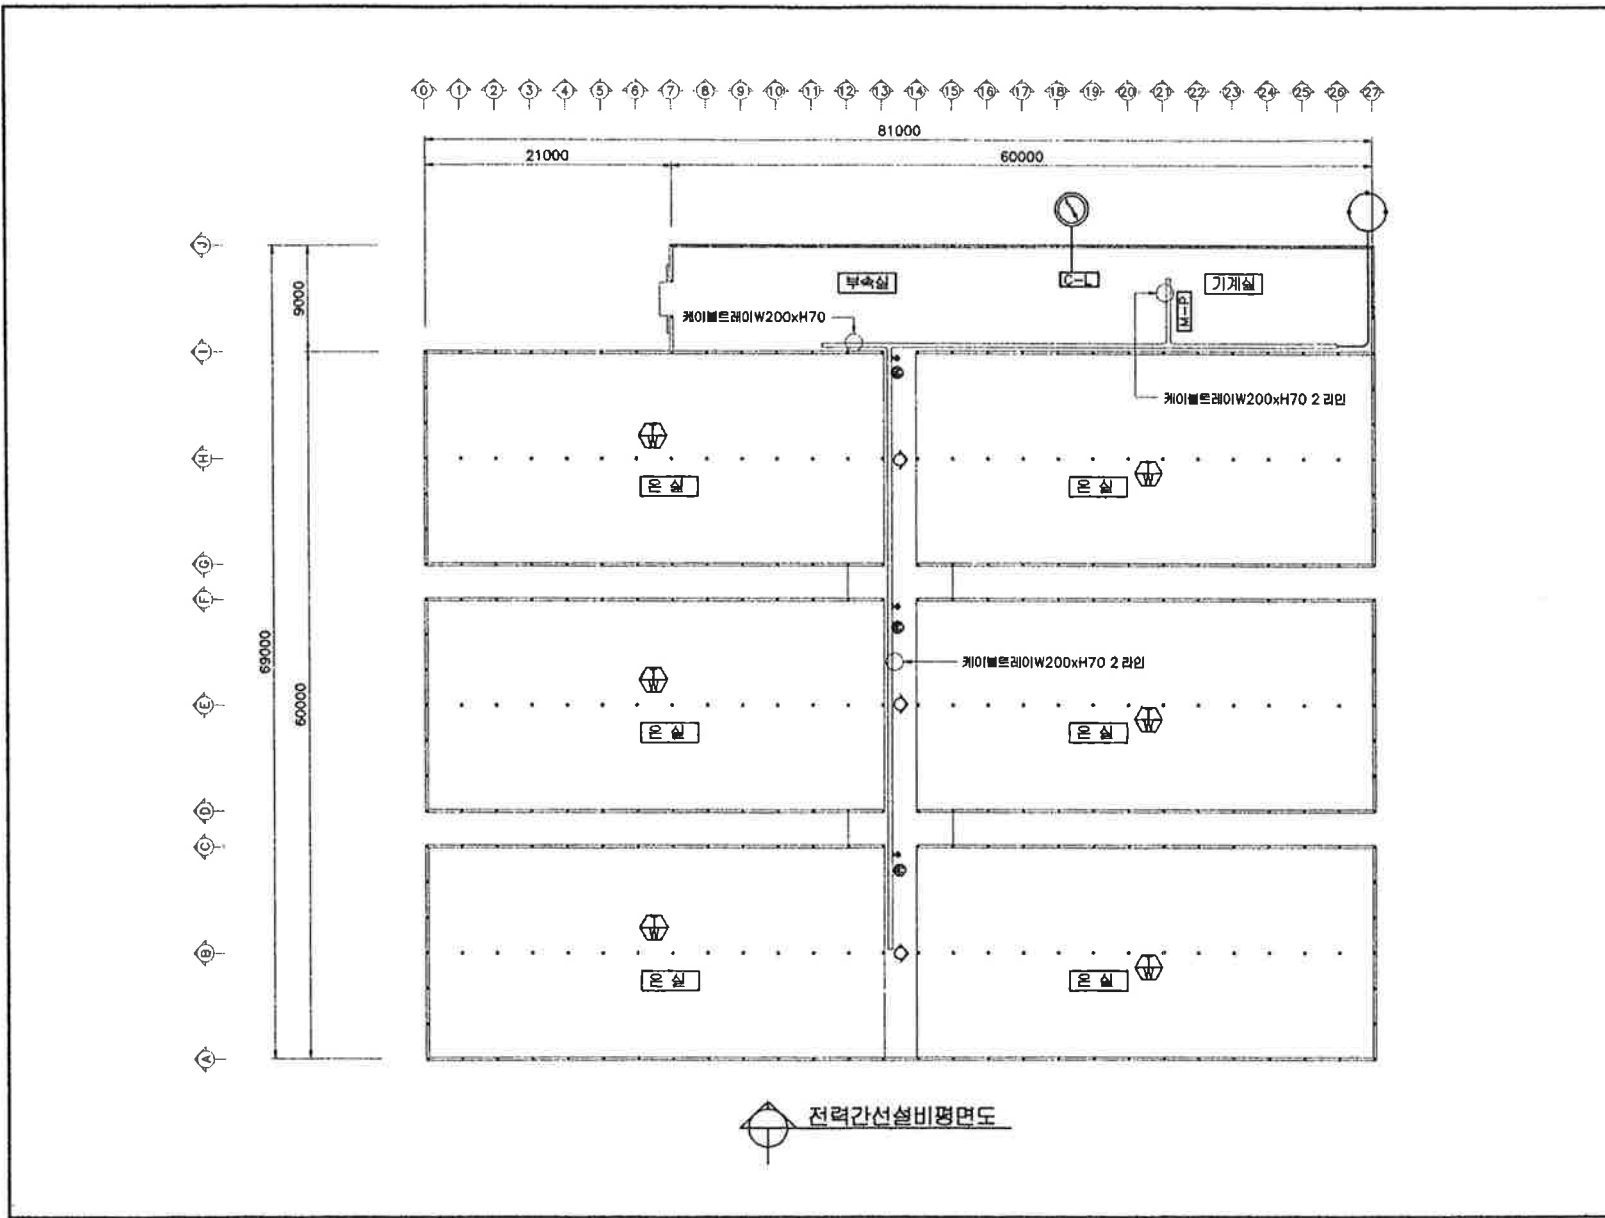 0 1 2 3 4 5 6 7 8 9 10 11 12 13 14 15 16 17 18 19 20 21 22 23 24 25 26 27
81000
21000 60000
J
부속실 C-L 기계실
9000
M-P
케이블트레이W200xH70
I
케이블트레이W200xH70 2 라인
T
W
H
T
W
온 실 온 실
G
F
69000
60000
케이블트레이W200xH70 2 라인
T
W
E
T
W
온 실 온 실
D
C
T
W
B
T
W
온 실 온 실
A
전력간선설비평면도